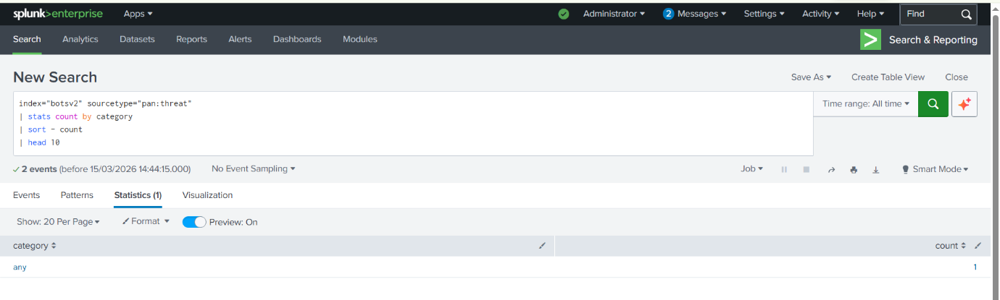 splunk>enterprise Apps Administrator 2 Messages Settings Activity Help Find
Search Analytics Datasets Reports Alerts Dashboards Modules > Search & Reporting
New Search Save As Create Table View Close
index="botsv2" sourcetype="pan:threat" Time range: All time
| stats count by category
| sort - count
| head 10
2 events (before 15/03/2026 14:44:15.000) No Event Sampling Job Smart Mode
Events Patterns Statistics (1) Visualization
Show: 20 Per Page Format Preview: On
category count
any 1